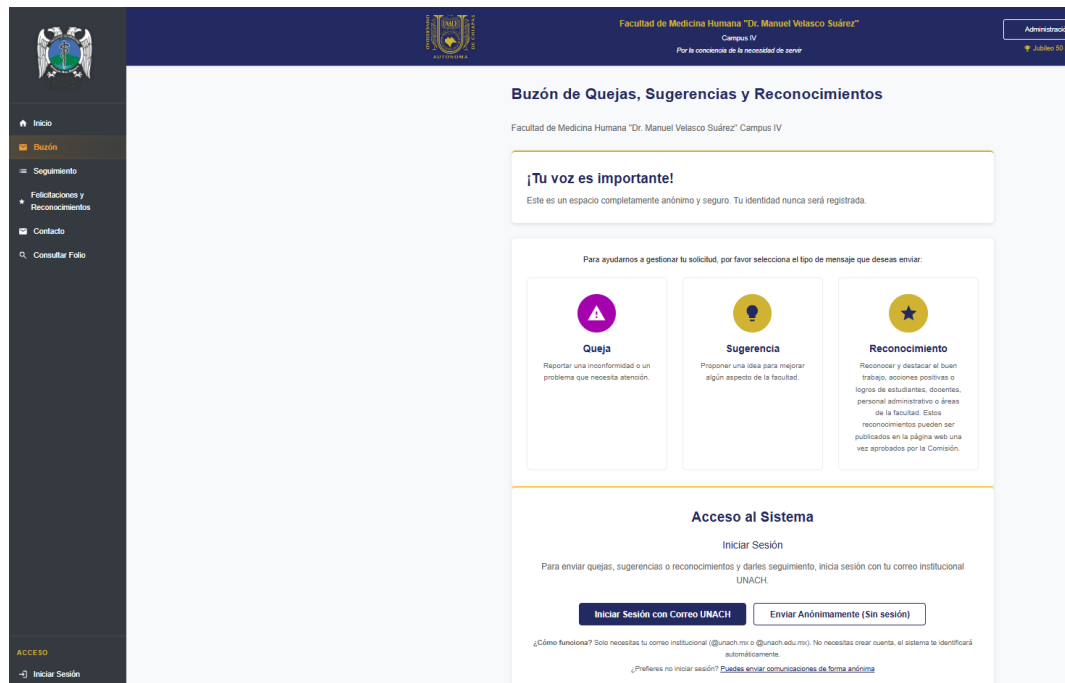 UNIVERSIDAD
AUTONOMA
DE CHIAPAS
Facultad de Medicina Humana "Dr. Manuel Velasco Suárez"
Campus IV
Por la conciencia de la necesidad de servir
Administració
Jubileo 50
Inicio
Buzón
Seguimiento
Felicitaciones y
Reconocimientos
Contacto
Consultar Folio
ACCESO
Iniciar Sesión
Buzón de Quejas, Sugerencias y Reconocimientos
Facultad de Medicina Humana "Dr. Manuel Velasco Suárez" Campus IV
¡Tu voz es importante!
Este es un espacio completamente anónimo y seguro. Tu identidad nunca será registrada.
Para ayudarnos a gestionar tu solicitud, por favor selecciona el tipo de mensaje que deseas enviar:
Queja
Reportar una inconformidad o un
problema que necesita atención.
Sugerencia
Proponer una idea para mejorar
algún aspecto de la facultad.
Reconocimiento
Reconocer y destacar el buen
trabajo, acciones positivas o
logros de estudiantes, docentes,
personal administrativo o áreas
de la facultad. Estos
reconocimientos pueden ser
publicados en la página web una
vez aprobados por la Comisión.
Acceso al Sistema
Iniciar Sesión
Para enviar quejas, sugerencias o reconocimientos y darles seguimiento, inicia sesión con tu correo institucional
UNACH.
Iniciar Sesión con Correo UNACH
Enviar Anónimamente (Sin sesión)
¿Cómo funciona? Solo necesitas tu correo institucional (@unach.mx o @unach.edu.mx). No necesitas crear cuenta, el sistema te identificará
automáticamente.
¿Prefieres no iniciar sesión? Puedes enviar comunicaciones de forma anónima